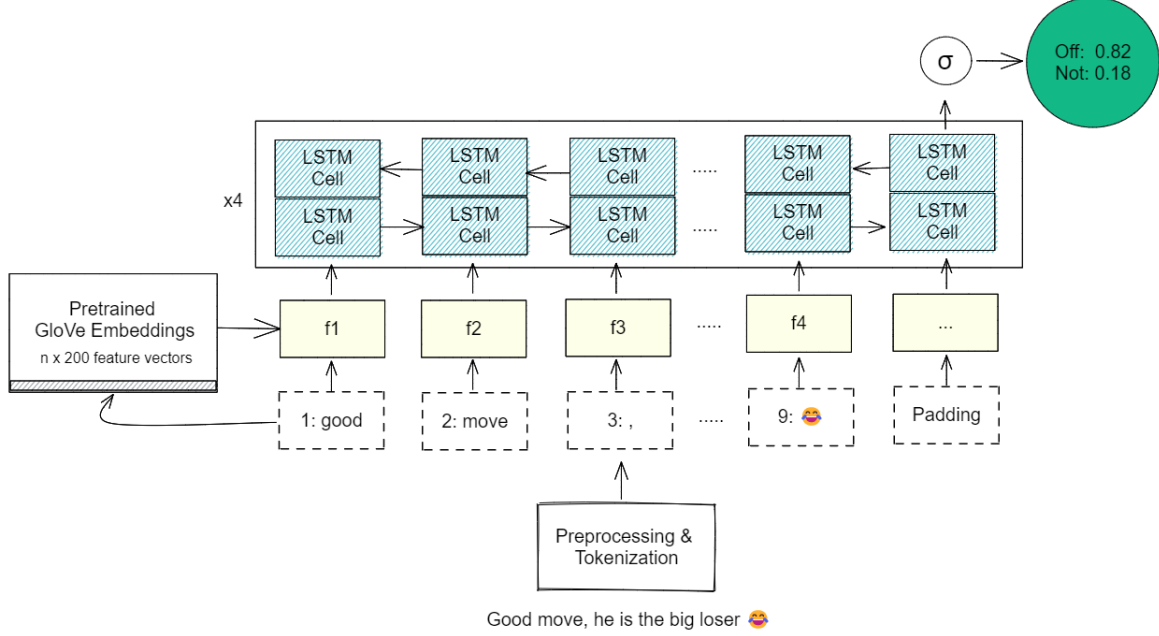 σ
Off: 0.82
Not: 0.18
LSTM Cell
LSTM Cell
LSTM Cell
.....
LSTM Cell
LSTM Cell
x4
LSTM Cell
LSTM Cell
LSTM Cell
.....
LSTM Cell
LSTM Cell
Pretrained
GloVe Embeddings
n x 200 feature vectors
f1
f2
f3
.....
f4
...
1: good
2: move
3: ,
.....
9: 😂
Padding
Preprocessing &
Tokenization
Good move, he is the big loser 😂